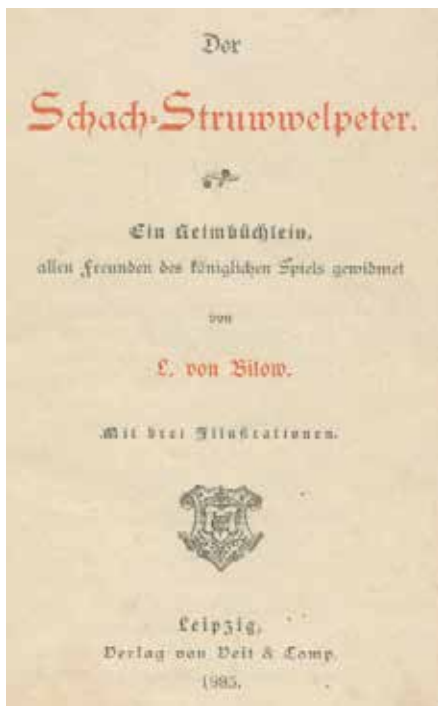 Der
Schach-Struwwelpeter.
Ein Reimbüchlein,
allen Freunden des königlichen Spiels gewidmet
von
L. von Bilow.
Mit drei Illustrationen.
Leipzig,
Verlag von Veit & Comp.